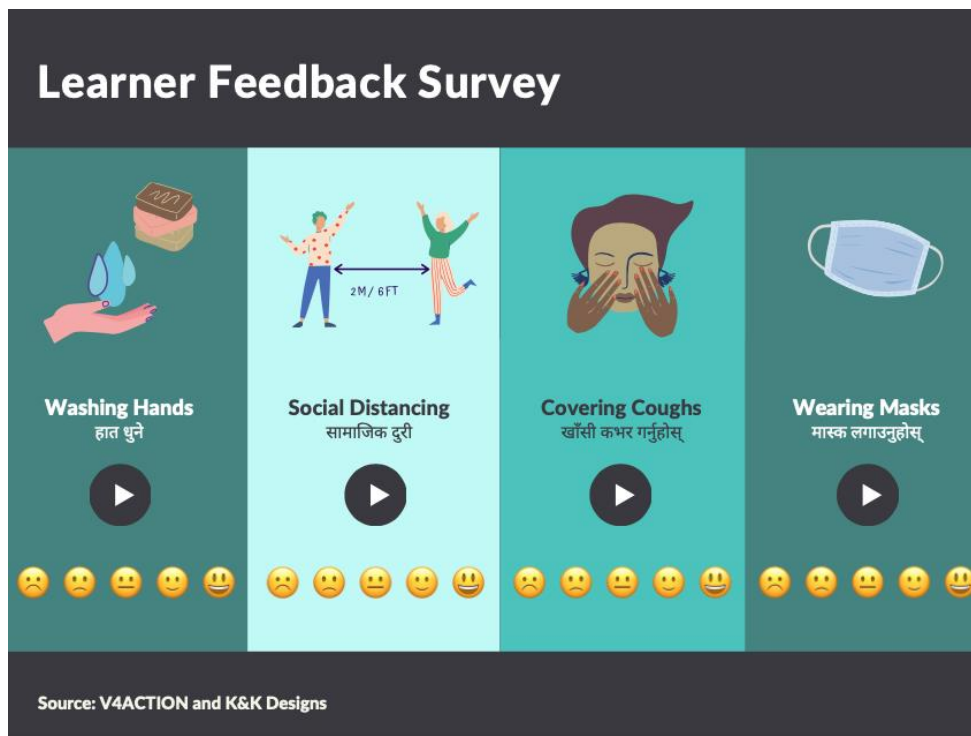 Learner Feedback Survey
2M/ 6FT
Washing Hands
हात धुने
Social Distancing
सामाजिक दुरी
Covering Coughs
खाँसी कभर गर्नुहोस्
Wearing Masks
मास्क लगाउनुहोस्
Source: V4ACTION and K&K Designs